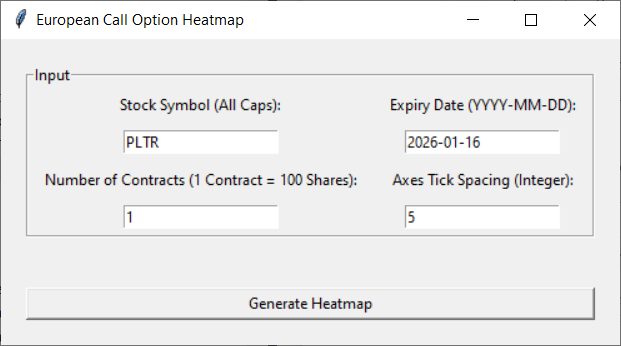 European Call Option Heatmap
Input
Stock Symbol (All Caps): Expiry Date (YYYY-MM-DD):
PLTR 2026-01-16
Number of Contracts (1 Contract = 100 Shares): Axes Tick Spacing (Integer):
1 5
Generate Heatmap